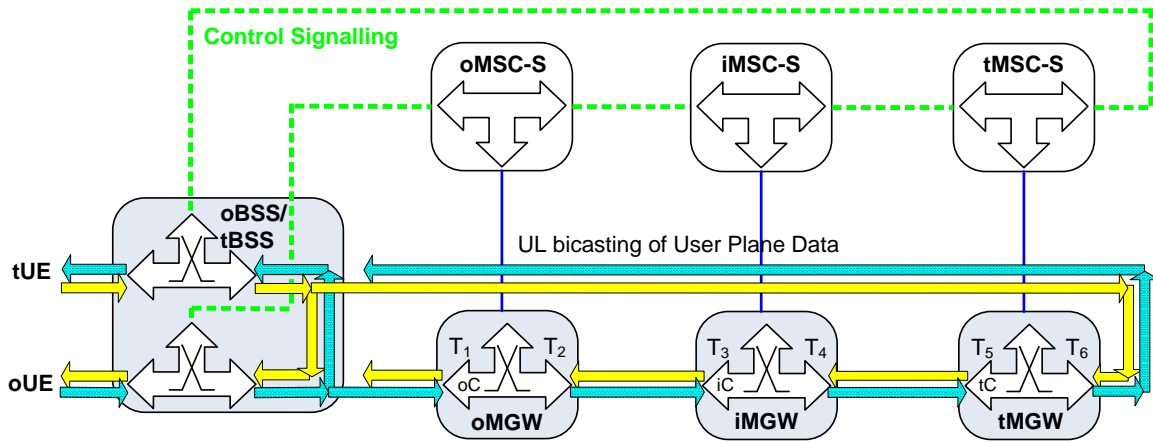 Control Signalling
oMSC-S
iMSC-S
tMSC-S
oBSS/
tBSS
UL bicasting of User Plane Data
tUE
T1
T2
T3
T4
T5
T6
oUE
oC
iC
tC
oMGW
iMGW
tMGW